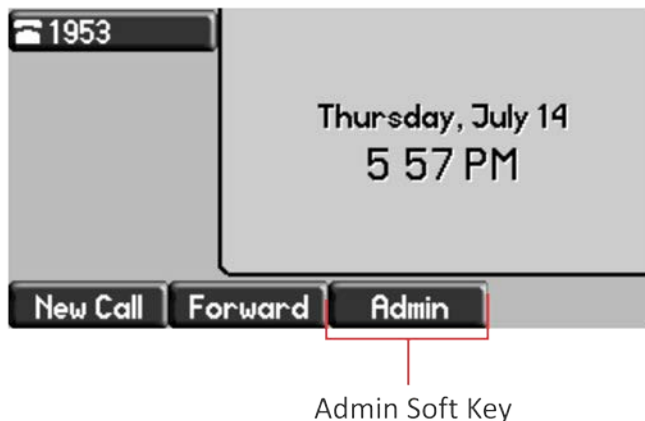 1953
Thursday, July 14
5 57 PM
New Call Forward Admin
Admin Soft Key